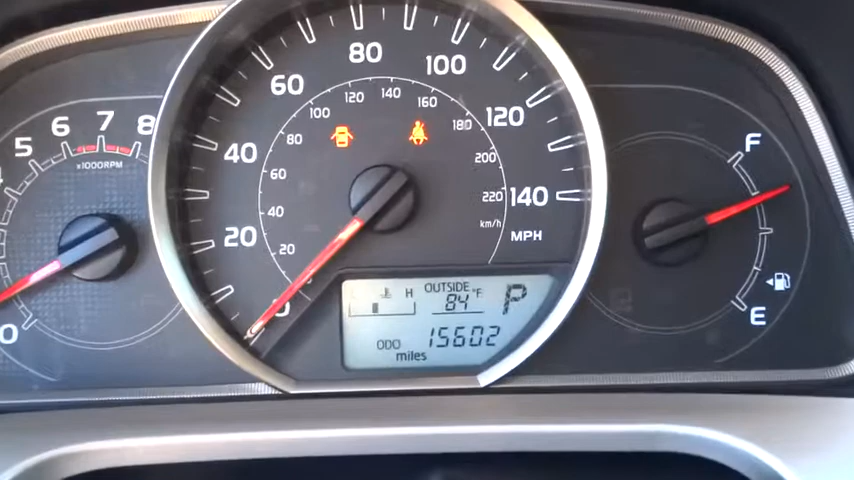 5 6 7 8
x1000RPM
0
0 20 40 60 80 100 120 140
MPH
20 40 60 80 100 120 140 160 180 200 220
km/h
H
OUTSIDE
84 °F
P
ODO 15602
miles
F
E